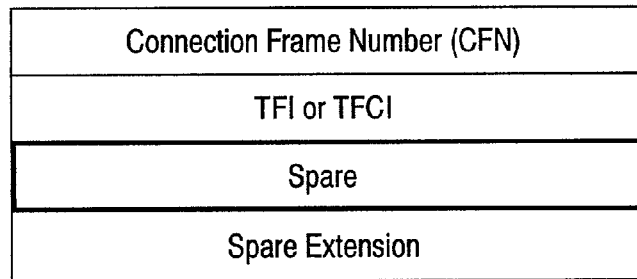 Connection Frame Number (CFN)
TFI or TFCI
Spare
Spare Extension